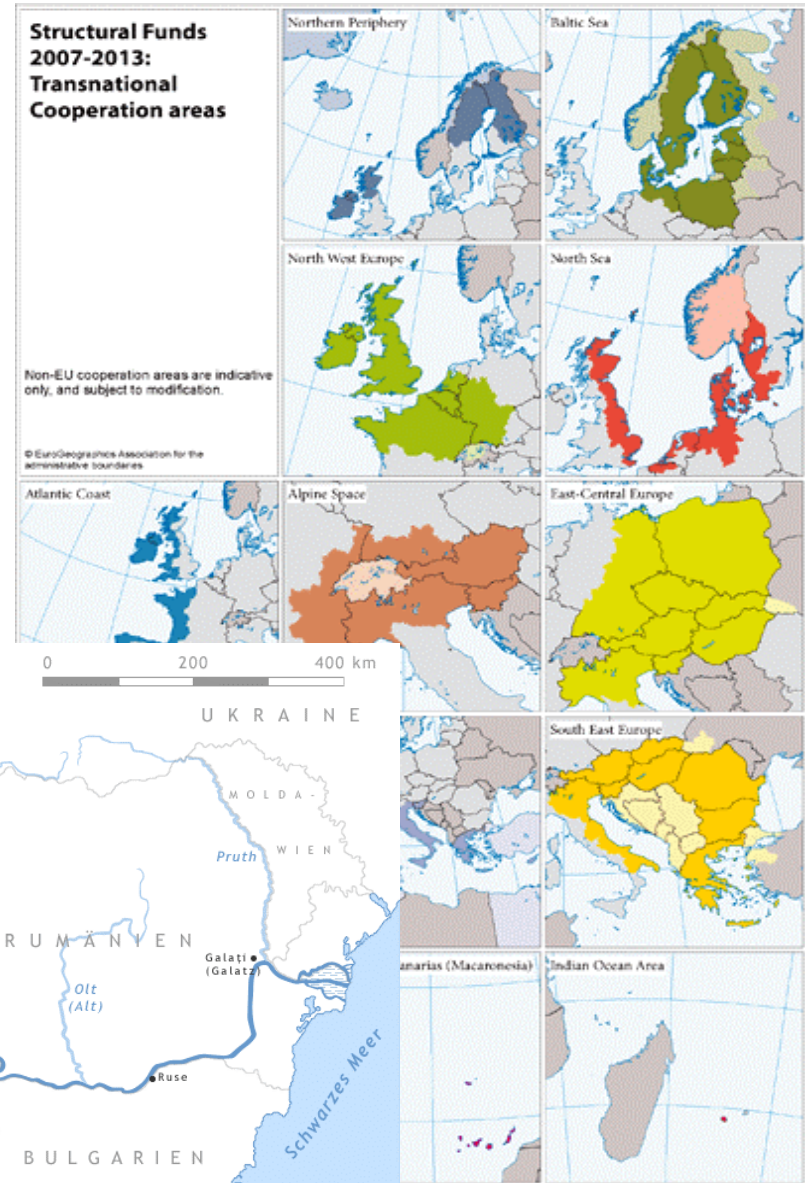 Structural Funds
2007-2013:
Transnational
Cooperation areas
Non-EU cooperation areas are indicative
only, and subject to modification.
© EuroGeographics Association for the
administrative boundaries
Northern Periphery
Baltic Sea
North West Europe
North Sea
Atlantic Coast
Alpine Space
East-Central Europe
South East Europe
anarias (Macaronesia)
Indian Ocean Area
0 200 400 km
UKRAINE
MOLDA-
WIEN
Pruth
RUMÄNIEN
Galați
(Galatz)
Olt
(Alt)
Ruse
Schwarzes Meer
BULGARIEN